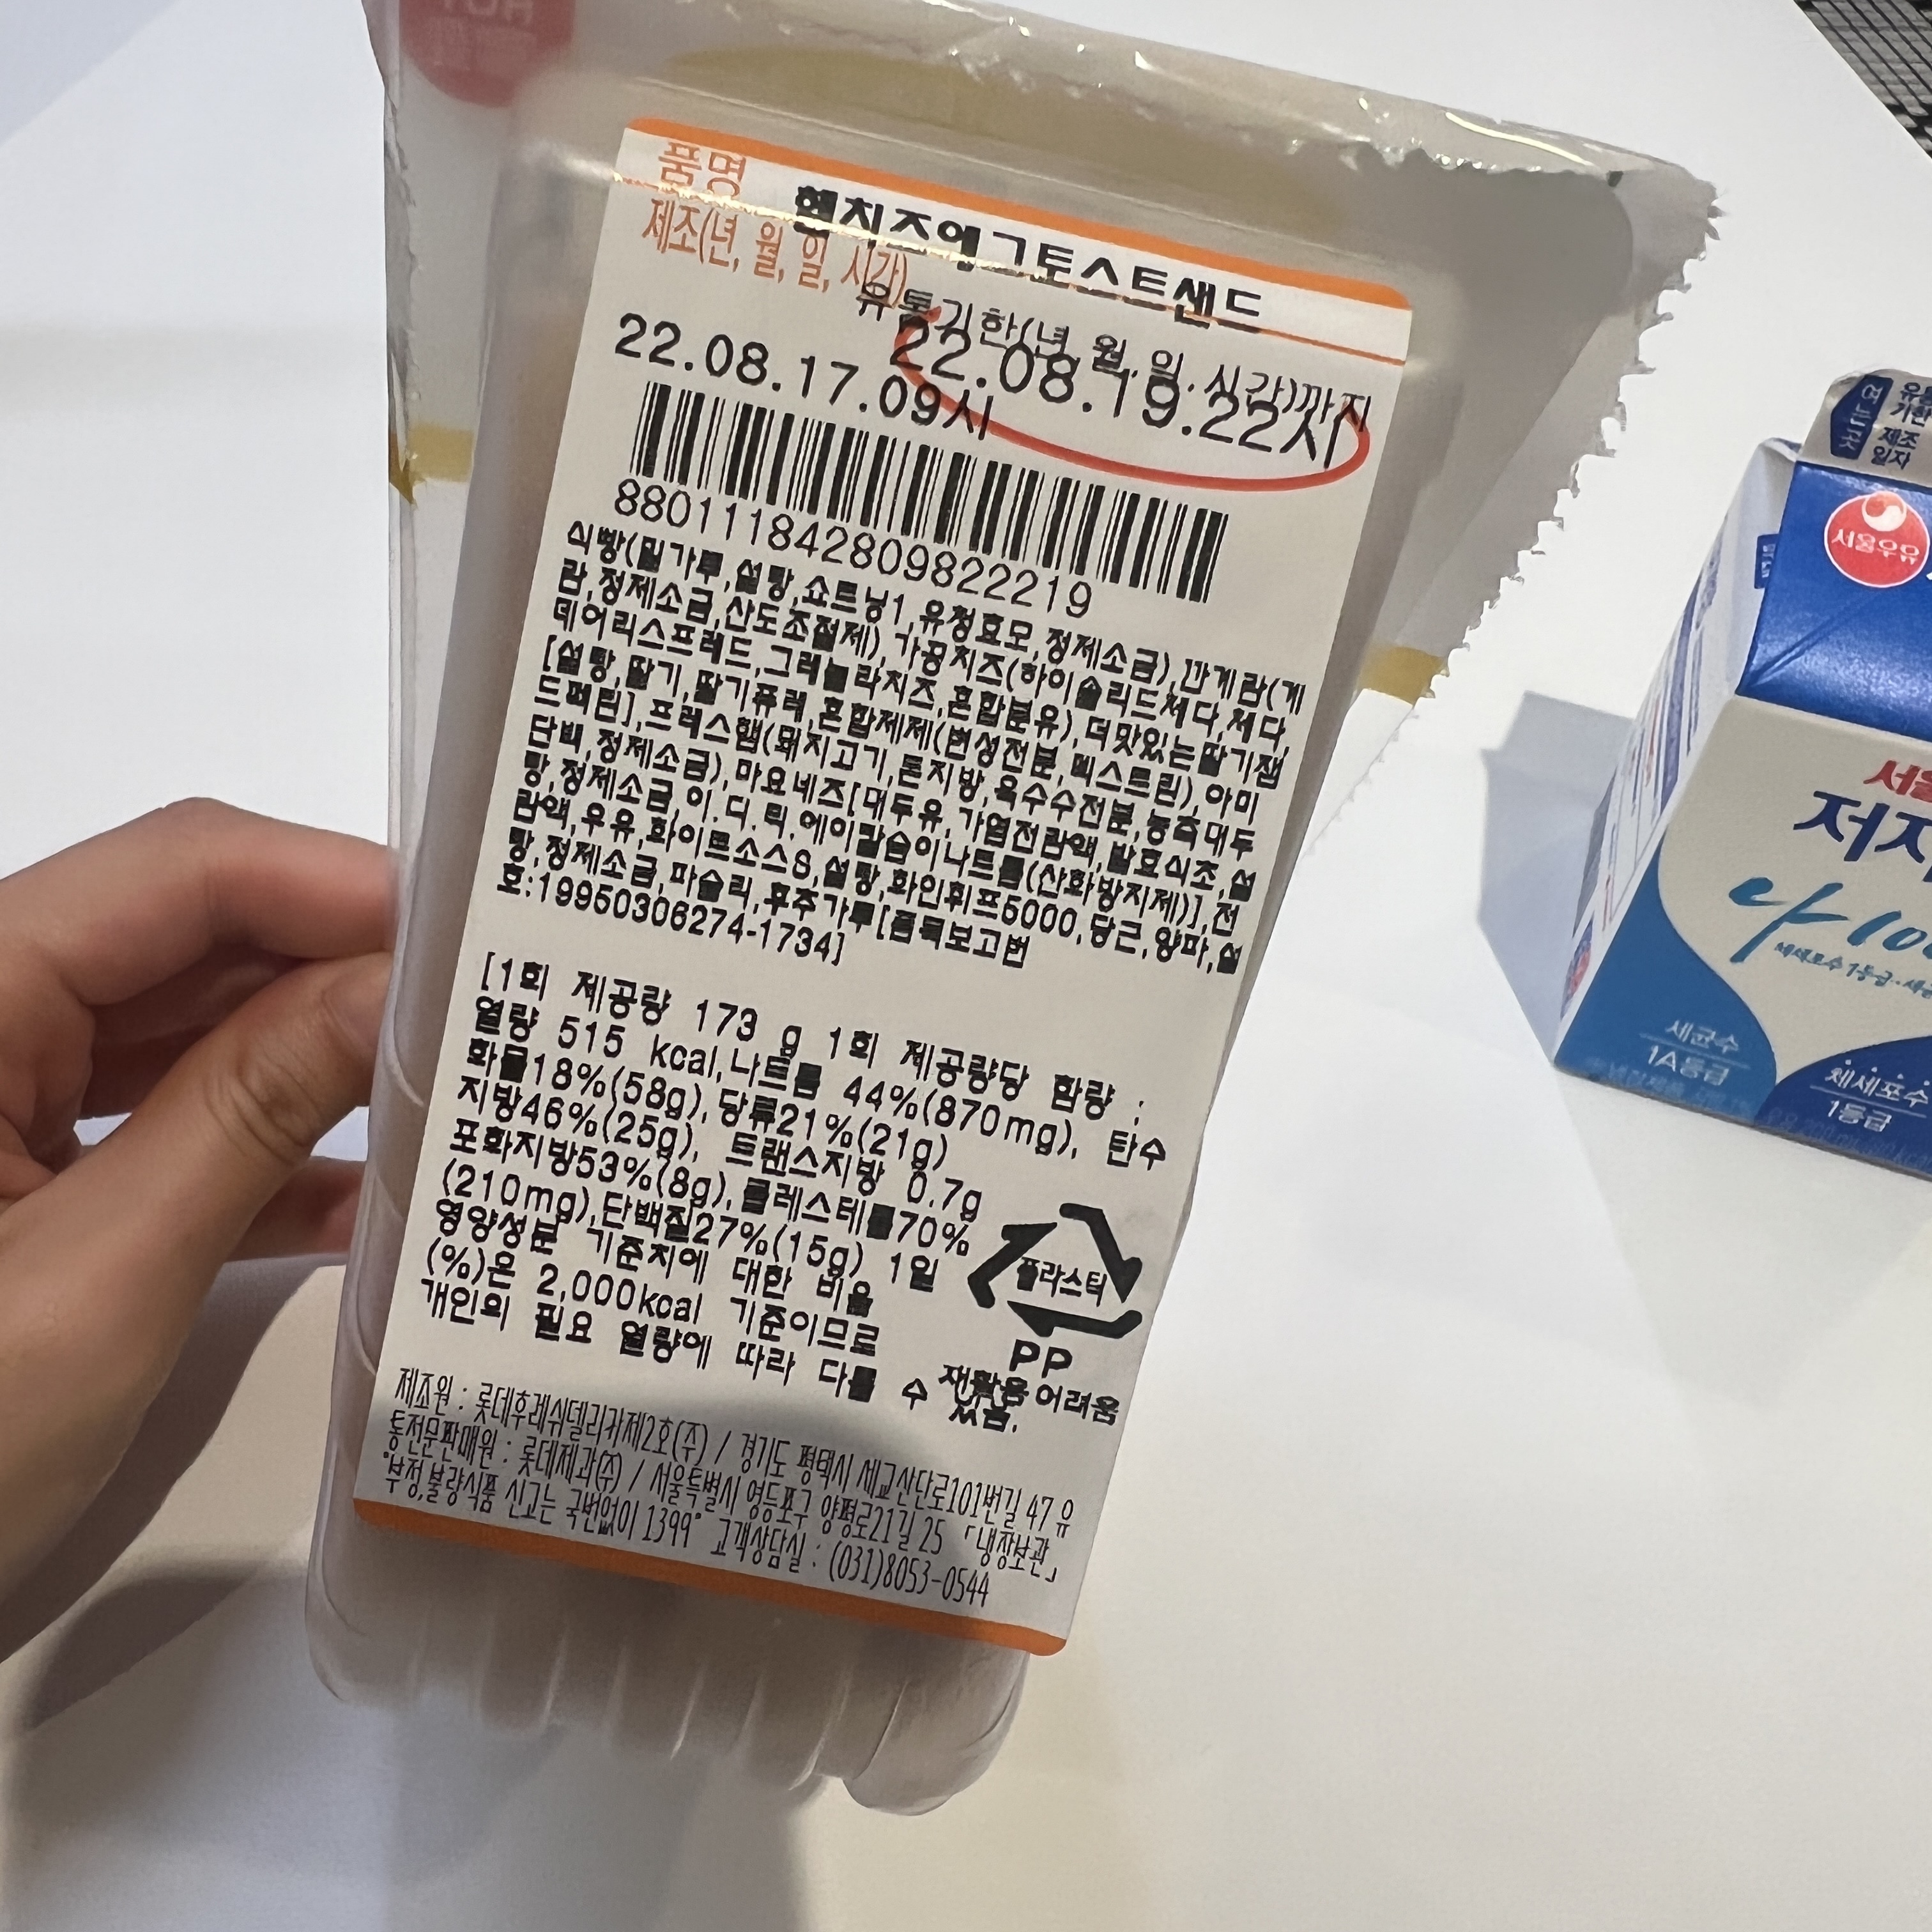 품명
햄치즈에그토스트샌드
제조(년, 월, 일, 시간)
유통기한(년, 월, 일, 시간)까지
22.08.17.09시
22.08.19.22시
8801118428098222219
식빵(밀가루,설탕,쇼트닝1,유청효모,정제소금),깐계란(계
란,정제소금,산도조절제),가공치즈(하이솔리드체다,체다,
데어리스프레드,그레눌라치즈,혼합분유),더맛있는딸기잼
[설탕,딸기,딸기퓨레,혼합제제(변성전분,덱스트린),아미
드펙틴],프레스햄(돼지고기,돈지방,옥수수전분,농축대두
단백,정제소금),마요네즈[대두유,가염전란액,발효식초,설
탕,정제소금,이.디.틱.에이칼슘이나트륨(산화방지제)],전
란액,우유,화이트소스S,설탕,화인휘프5000,당근,양파,설
탕,정제소금,파슬리,후추가루[품목보고번
호:19950306274-1734]
[1회 제공량 173 g 1회 제공량당 함량 :
열량 515 kcal,나트륨 44%(870mg), 탄수
화물18%(58g),당류21%(21g)
지방46%(25g), 트랜스지방 0.7g
포화지방53%(8g),콜레스테롤70%
(210mg),단백질27%(15g) 1일
영양성분 기준치에 대한 비율
(%)은 2,000kcal 기준이므로
개인의 필요 열량에 따라 다를 수 있음.
플라스틱
PP
재활용 어려움
제조원 : 롯데후레쉬델리카제2호(주) / 경기도 평택시 세교산단로101번길 47 유
통전문판매원 : 롯데제과(주) / 서울특별시 영등포구 양평로21길 25 「냉장보관」
"부정,불량식품 신고는 국번없이 1399" 고객상담실 : (031)8053-0544
여는곳
제조
일자
서울우유
세균수
1A등급
체세포수
1등급